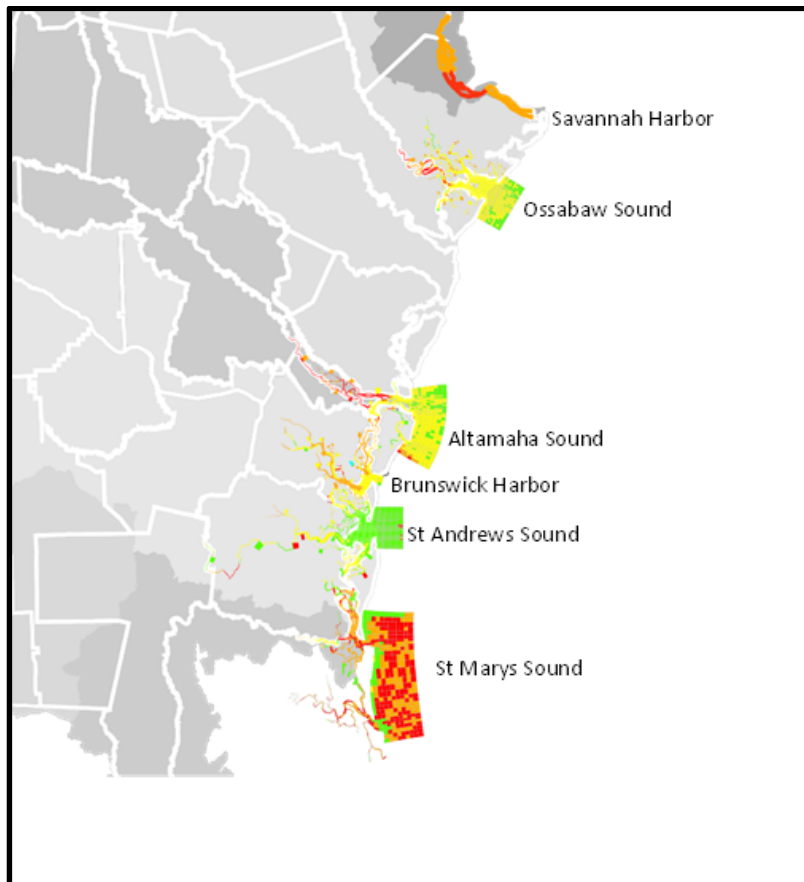 Savannah Harbor
Ossabaw Sound
Altamaha Sound
Brunswick Harbor
St Andrews Sound
St Marys Sound